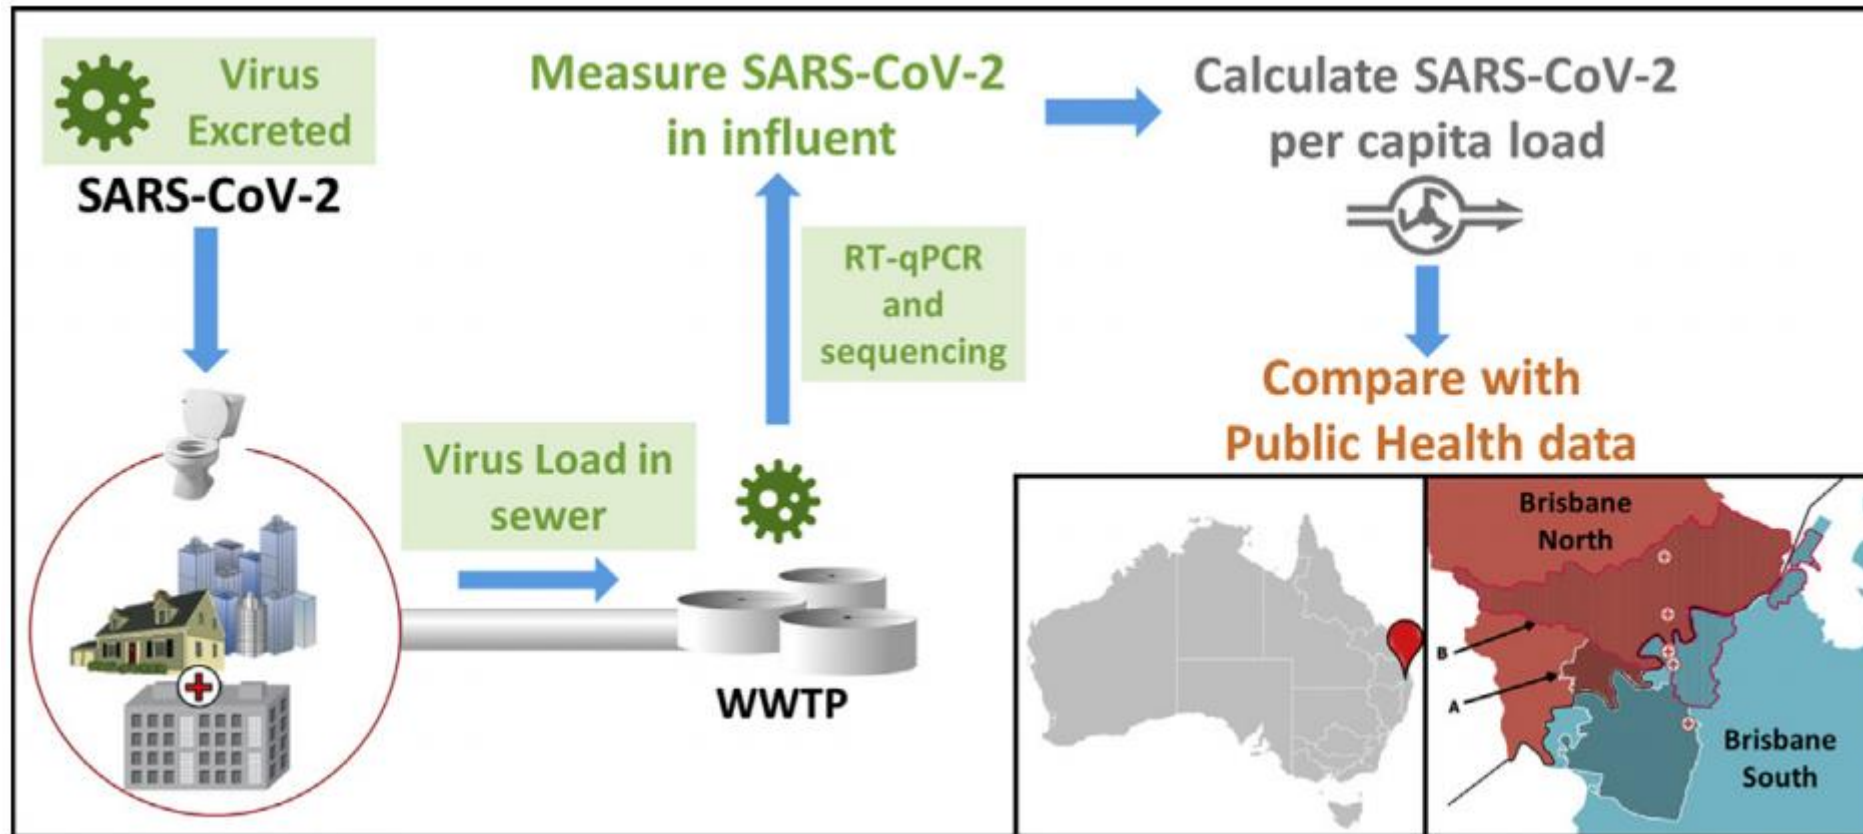 Virus
Excreted
SARS-CoV-2
Virus Load in
sewer
WWTP
RT-qPCR
and
sequencing
Measure SARS-CoV-2
in influent
Calculate SARS-CoV-2
per capita load
Compare with
Public Health data
Brisbane
North
B
A
Brisbane
South